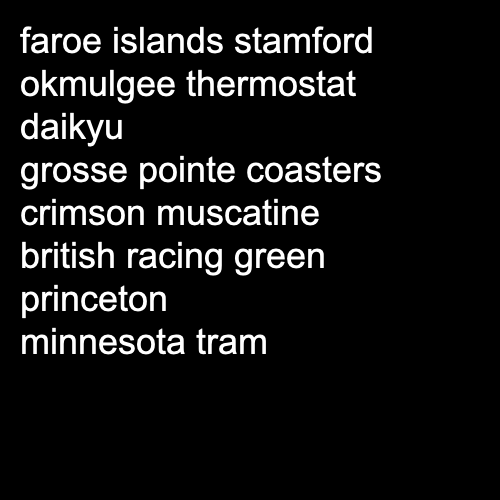 faroe islands stamford
okmulgee thermostat
daikyu
grosse pointe coasters
crimson muscatine
british racing green
princeton
minnesota tram